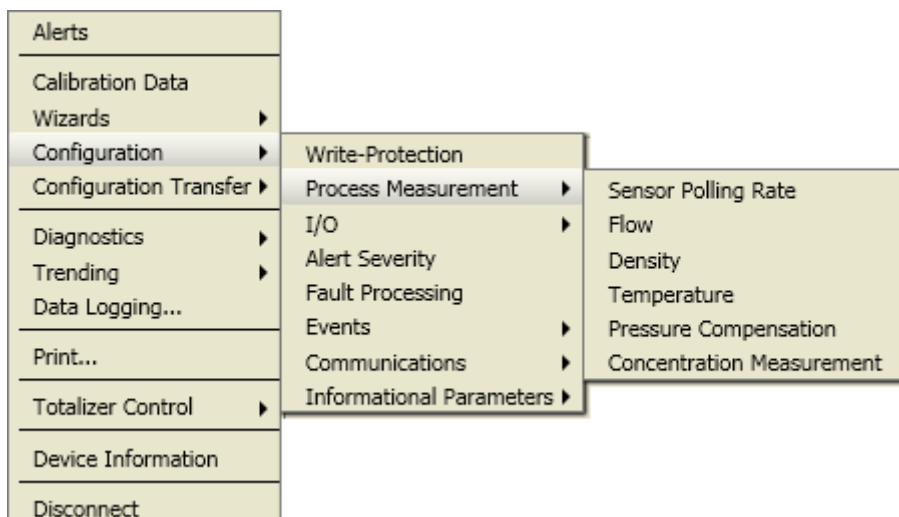 Alerts
Calibration Data
Wizards
Configuration
Configuration Transfer
Diagnostics
Trending
Data Logging...
Print...
Totalizer Control
Device Information
Disconnect
Write-Protection
Process Measurement
I/O
Alert Severity
Fault Processing
Events
Communications
Informational Parameters
Sensor Polling Rate
Flow
Density
Temperature
Pressure Compensation
Concentration Measurement